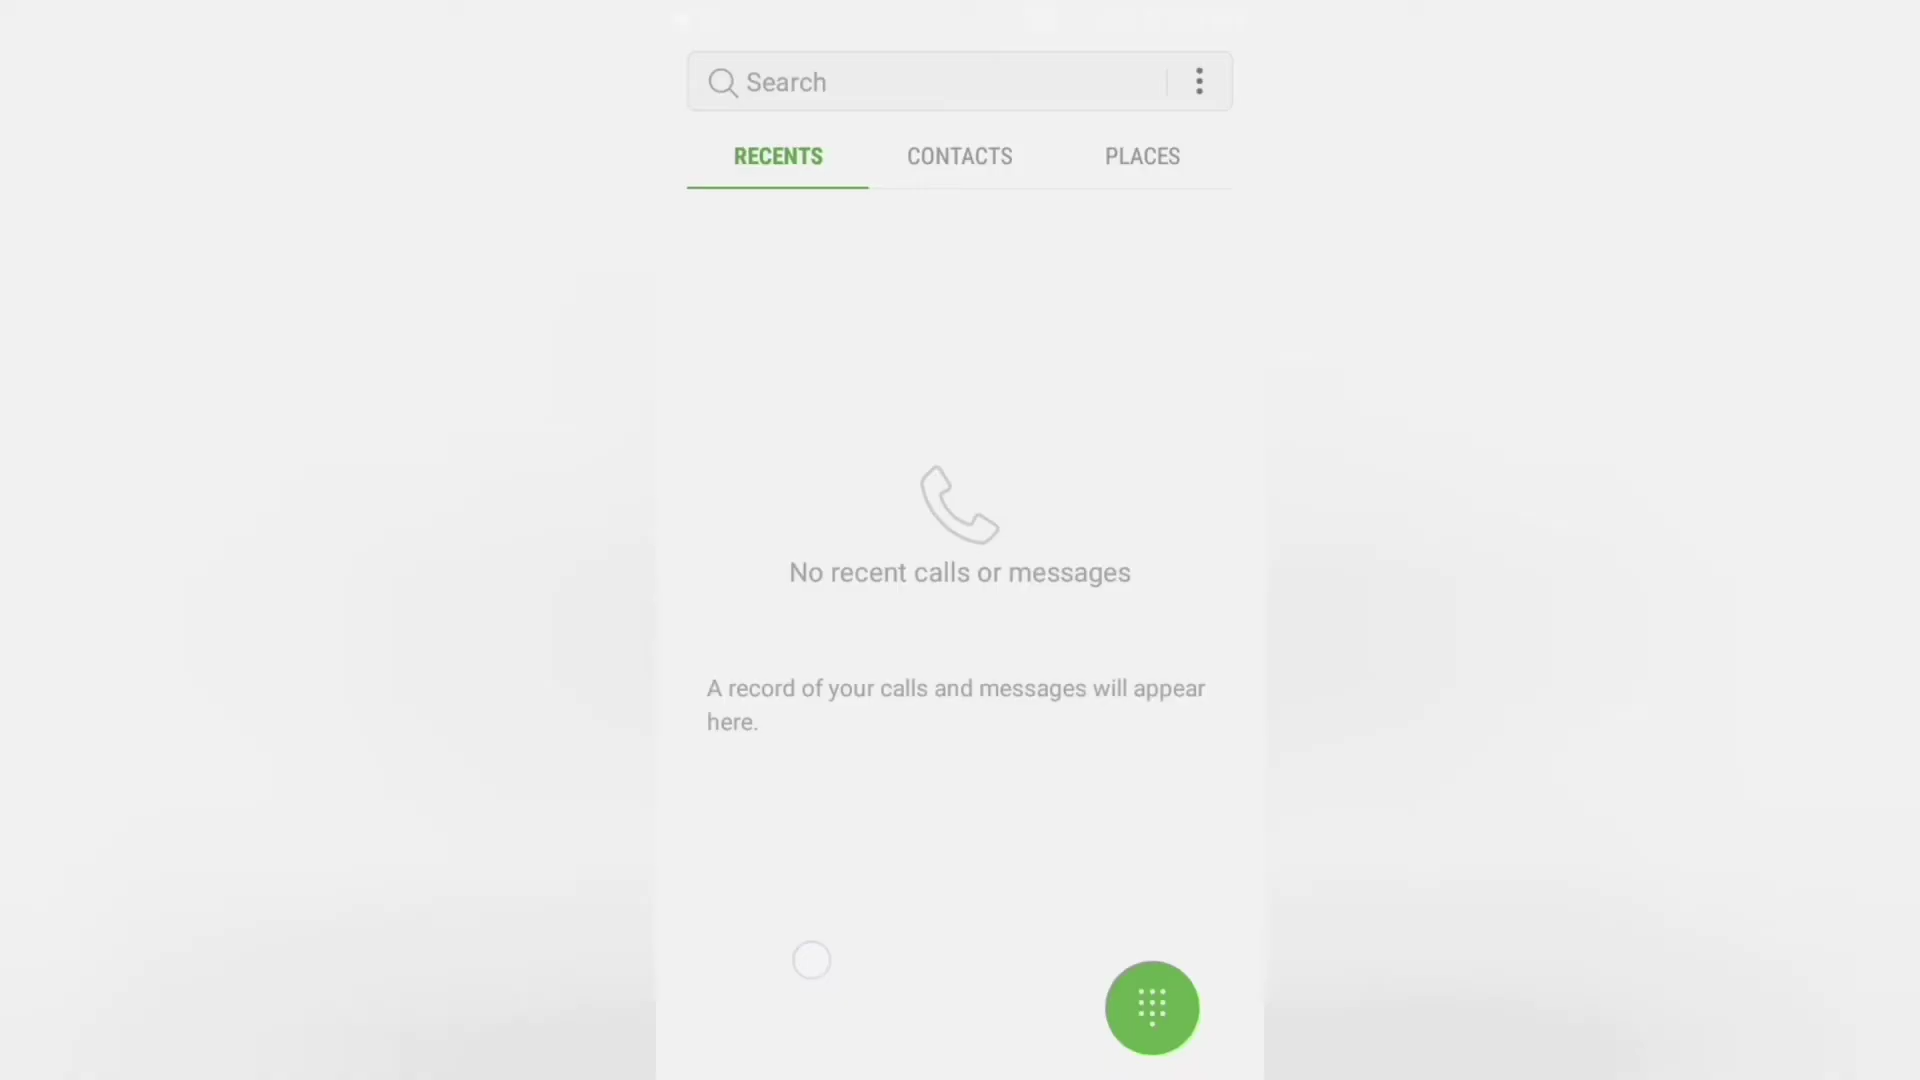 Search
RECENTS
CONTACTS
PLACES
No recent calls or messages
A record of your calls and messages will appear
here.